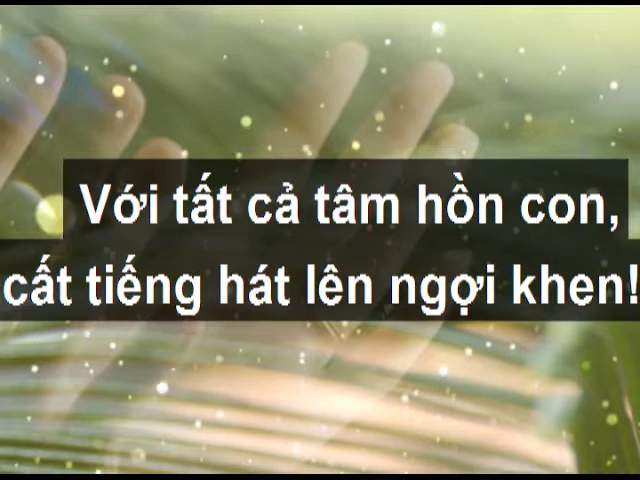 Với tất cả tâm hồn con,
cất tiếng hát lên ngợi khen!